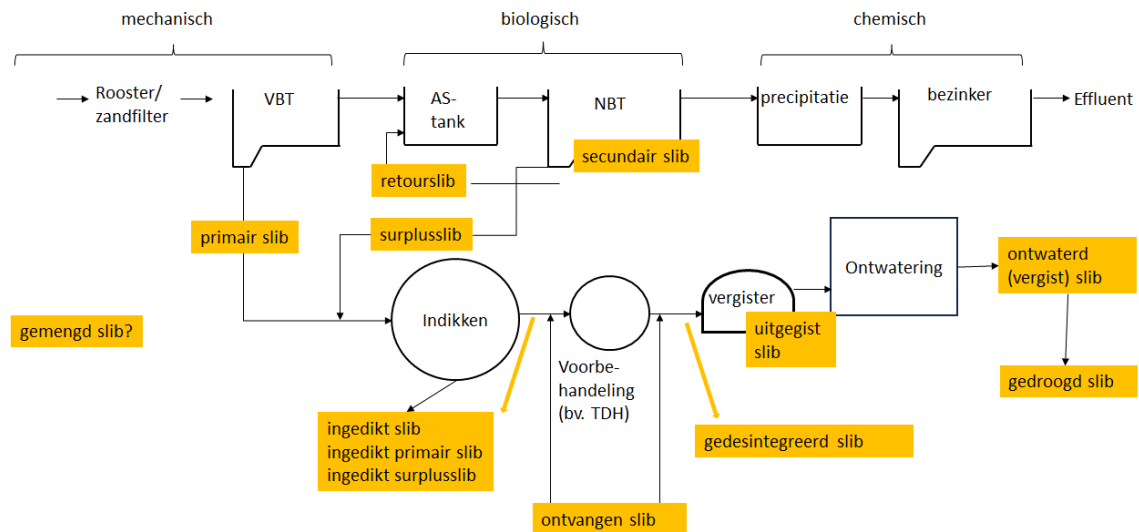 mechanisch
biologisch
chemisch
Rooster/
zandfilter
VBT
AS-
tank
NBT
precipitatie
bezinker
Effluent
secundair slib
retourslib
primair slib
surplusslib
gemengd slib?
Indikken
Voorbe-
handeling
(bv. TDH)
vergister
uitgegist
slib
Ontwatering
ontwaterd
(vergist) slib
gedroogd slib
ingedikt slib
ingedikt primair slib
ingedikt surplusslib
gedesintegreerd slib
ontvangen slib